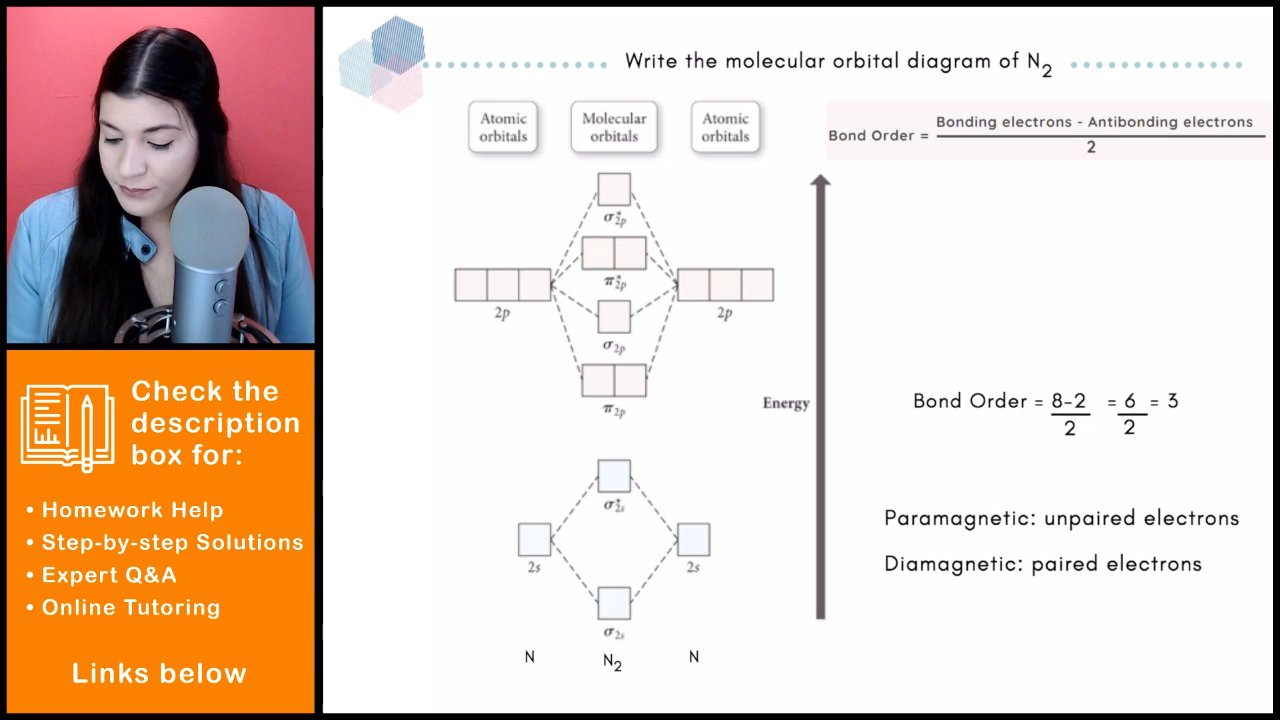 Write the molecular orbital diagram of N₂
Atomic orbitals
Molecular orbitals
Atomic orbitals
Bond Order = Bonding electrons - Antibonding electrons
2
σ*2p
π*2p
2p
2p
σ2p
π2p
Energy
σ*2s
2s
2s
σ2s
N
N₂
N
Bond Order = 8-2 = 6 = 3
2 2
Paramagnetic: unpaired electrons
Diamagnetic: paired electrons
Check the
description
box for:
• Homework Help
• Step-by-step Solutions
• Expert Q&A
• Online Tutoring
Links below